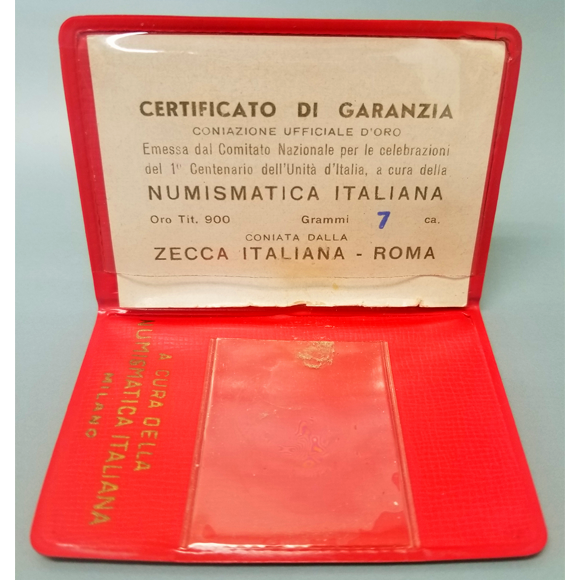 CERTIFICATO DI GARANZIA
CONIAZIONE UFFICIALE D'ORO
Emessa dal Comitato Nazionale per le celebrazioni
del 1º Centenario dell'Unità d'Italia, a cura della
NUMISMATICA ITALIANA
Oro Tit. 900 Grammi 7 ca.
CONIATA DALLA
ZECCA ITALIANA - ROMA
A CURA DELLA
NUMISMATICA ITALIANA
MILANO